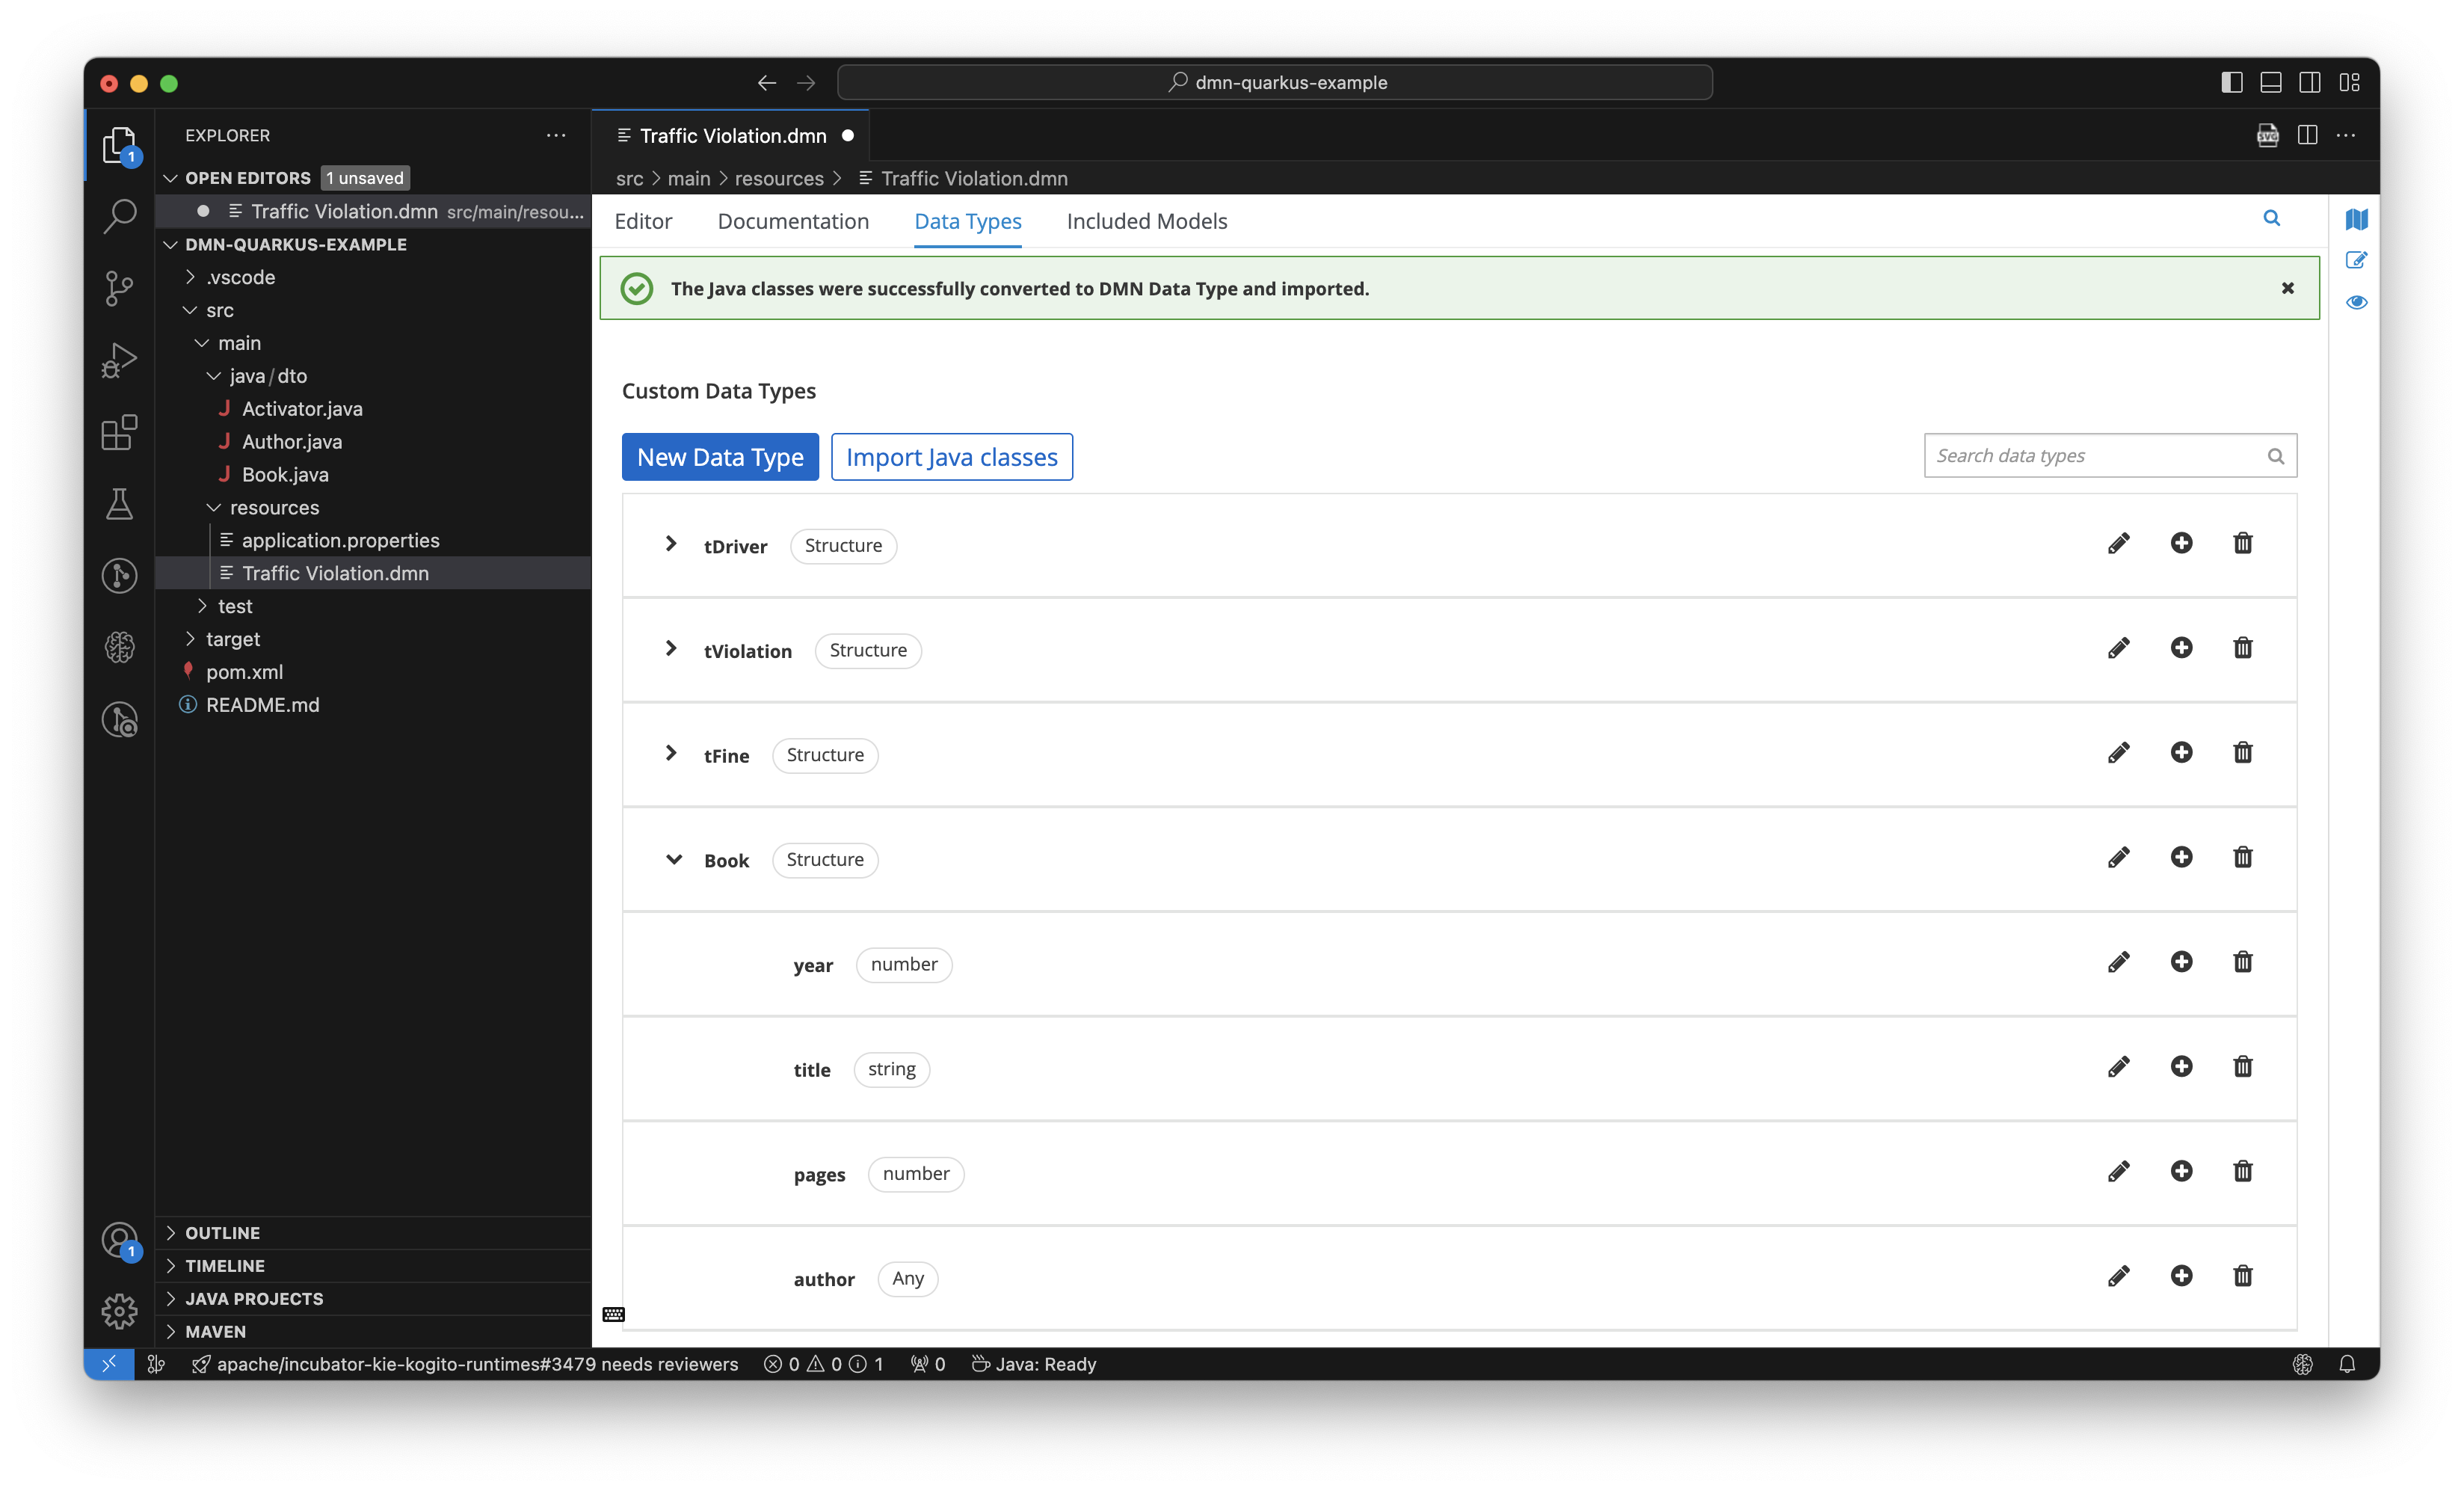 dmn-quarkus-example
EXPLORER
OPEN EDITORS 1 unsaved
Traffic Violation.dmn src/main/resou...
DMN-QUARKUS-EXAMPLE
.vscode
src
main
java/dto
J Activator.java
J Author.java
J Book.java
resources
application.properties
Traffic Violation.dmn
test
target
pom.xml
README.md
OUTLINE
TIMELINE
JAVA PROJECTS
MAVEN
1
1
Traffic Violation.dmn
SVG
src > main > resources > Traffic Violation.dmn
Editor Documentation Data Types Included Models
The Java classes were successfully converted to DMN Data Type and imported.
Custom Data Types
New Data Type Import Java classes Search data types
tDriver Structure
tViolation Structure
tFine Structure
Book Structure
year number
title string
pages number
author Any
apache/incubator-kie-kogito-runtimes#3479 needs reviewers 0 0 1 0 Java: Ready